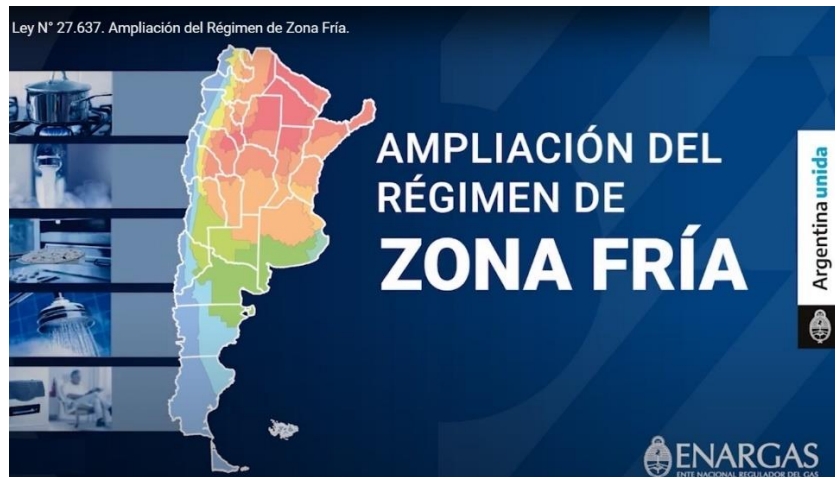 Ley N° 27.637. Ampliación del Régimen de Zona Fría.
AMPLIACIÓN DEL
RÉGIMEN DE
ZONA FRÍA
Argentina unida
ENARGAS
ENTE NACIONAL REGULADOR DEL GAS